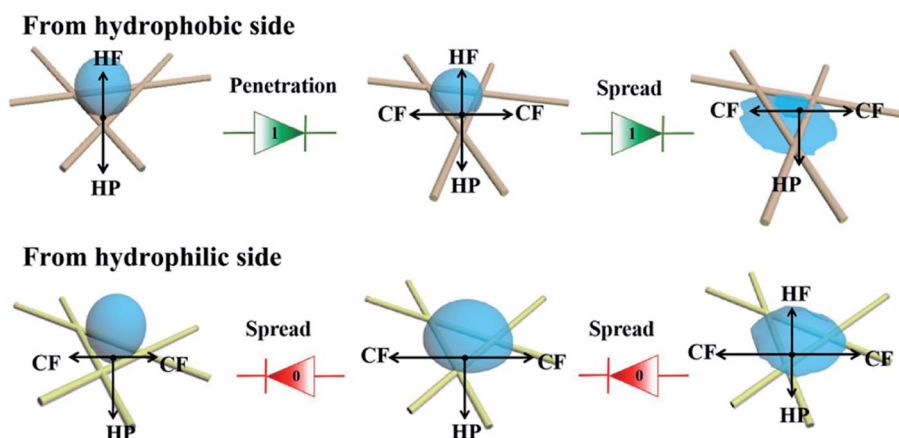 From hydrophobic side
HF
HP
Penetration
1
HF
CF CF
HP
Spread
1
CF CF
HP
From hydrophilic side
CF CF
HP
Spread
0
CF CF
HP
Spread
0
HF
CF CF
HP